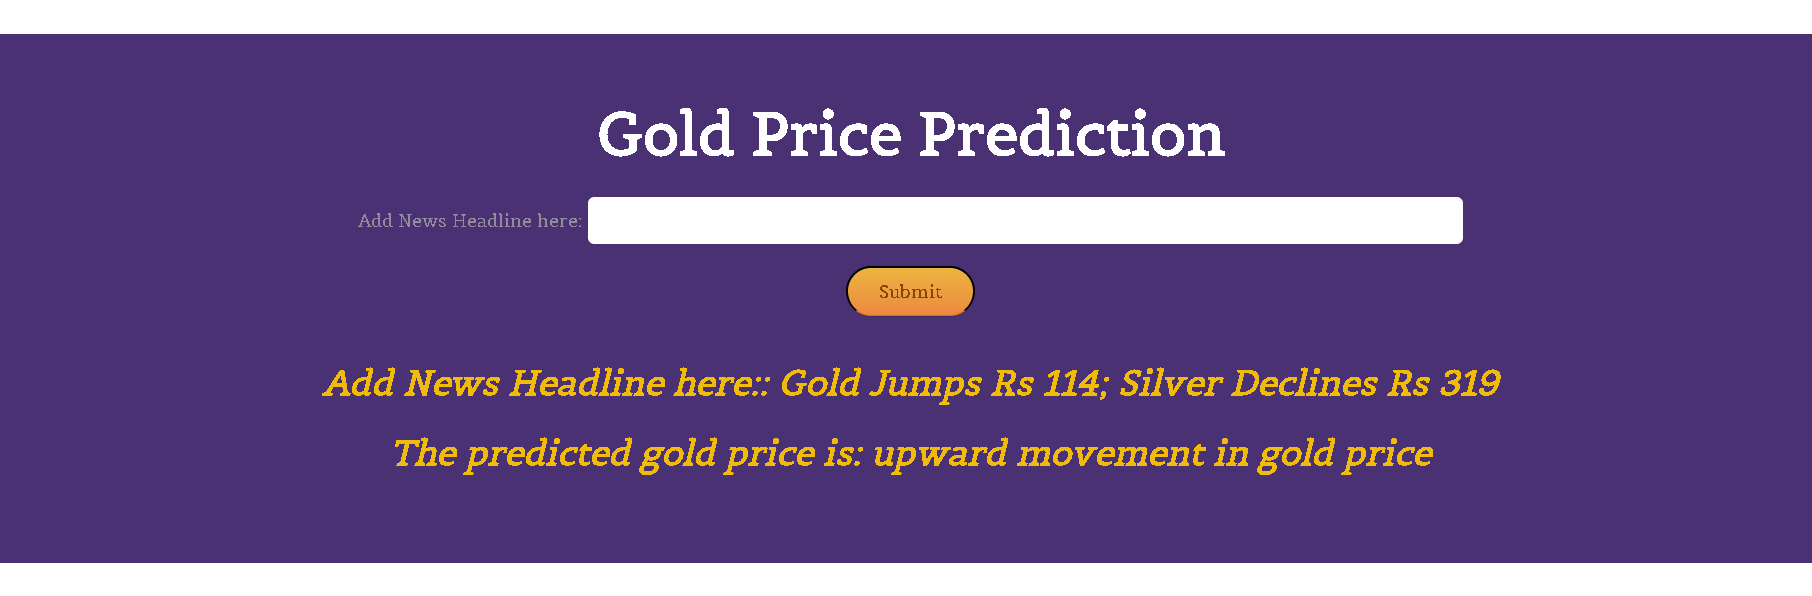 Gold Price Prediction
Add News Headline here:
Submit
Add News Headline here:: Gold Jumps Rs 114; Silver Declines Rs 319
The predicted gold price is: upward movement in gold price